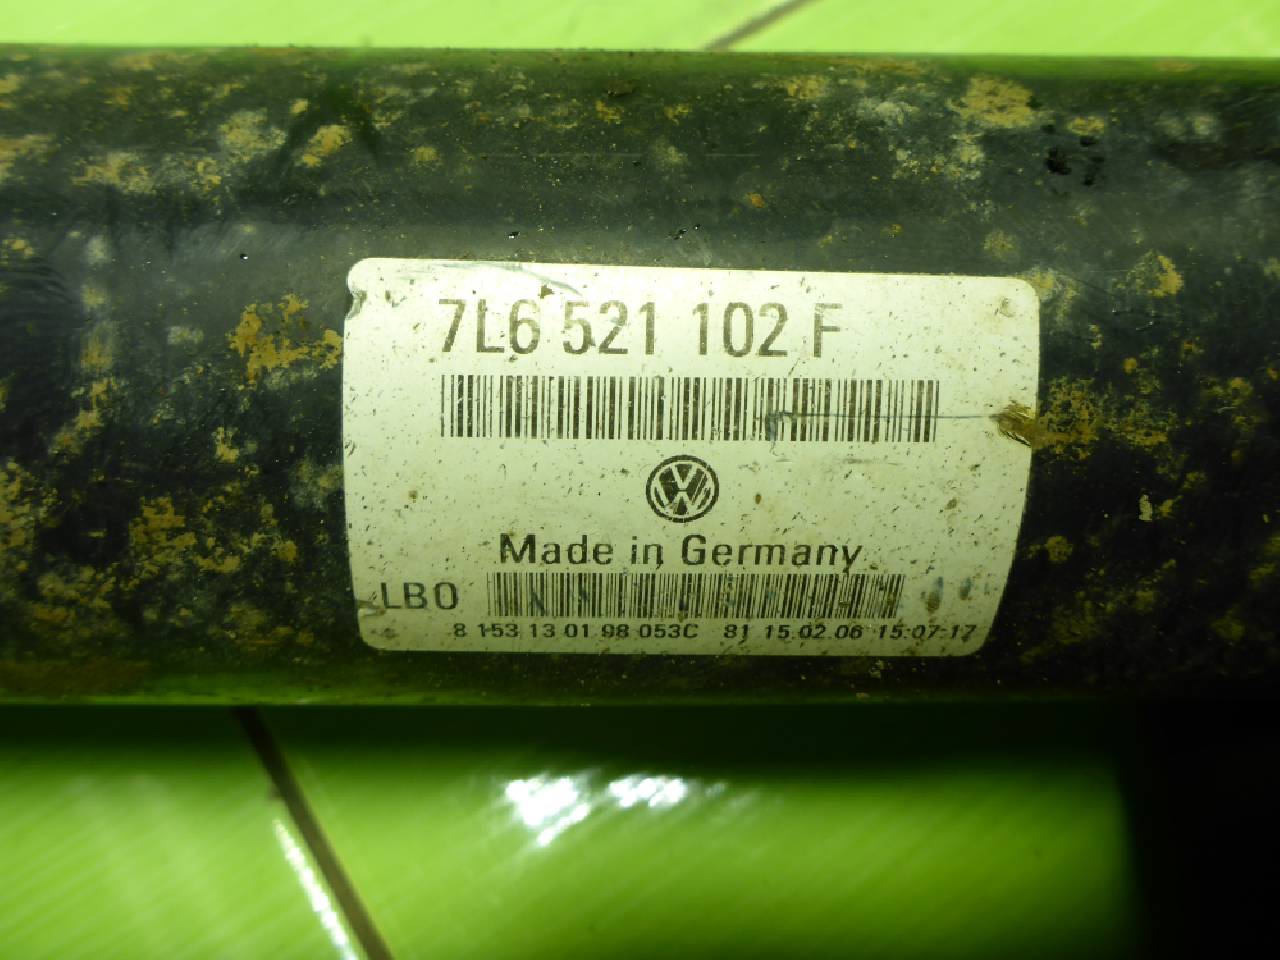 7L6 521 102 F
Made in Germany
LBO
8 153 13 01 98 053C 81 15.02.06 15:07:17